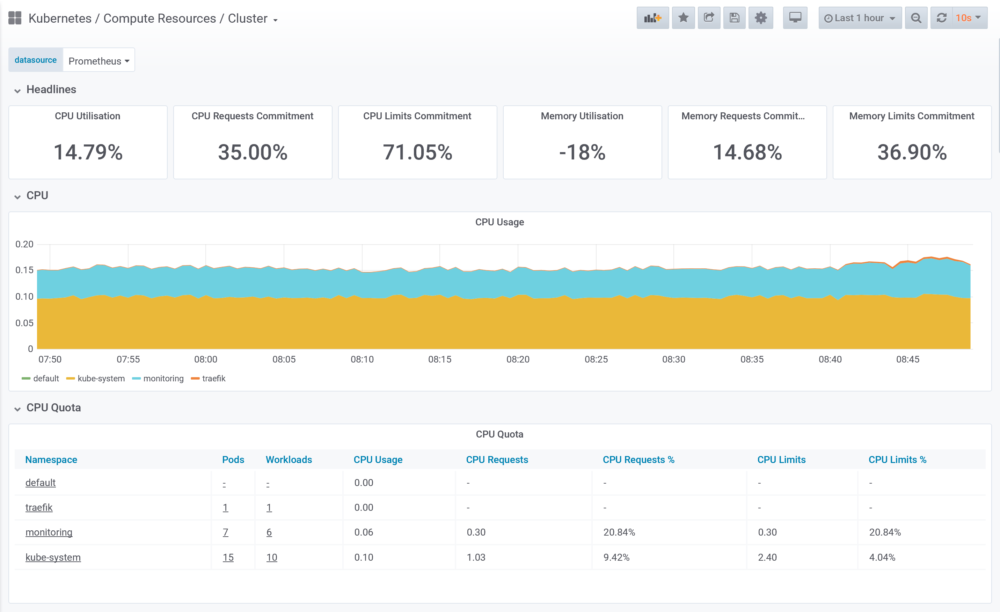 Kubernetes / Compute Resources / Cluster
Last 1 hour 10s
datasource Prometheus
Headlines
CPU Utilisation CPU Requests Commitment CPU Limits Commitment Memory Utilisation Memory Requests Commit... Memory Limits Commitment
14.79% 35.00% 71.05% -18% 14.68% 36.90%
CPU
CPU Usage
0.20
0.15
0.10
0.05
0
07:50 07:55 08:00 08:05 08:10 08:15 08:20 08:25 08:30 08:35 08:40 08:45
default kube-system monitoring traefik
CPU Quota
CPU Quota
Namespace Pods Workloads CPU Usage CPU Requests CPU Requests % CPU Limits CPU Limits %
default - - 0.00 - - - -
traefik 1 1 0.00 - - - -
monitoring 7 6 0.06 0.30 20.84% 0.30 20.84%
kube-system 15 10 0.10 1.03 9.42% 2.40 4.04%